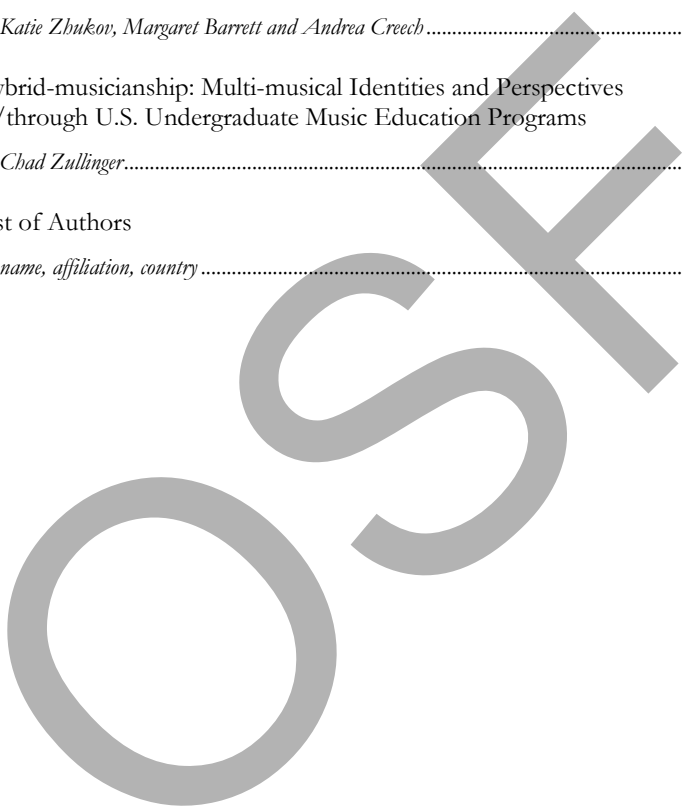 Katie Zhukov, Margaret Barrett and Andrea Creech...................................................
ybrid-musicianship: Multi-musical Identities and Perspectives
/through U.S. Undergraduate Music Education Programs
Chad Zullinger...................................................
st of Authors
name, affiliation, country...................................................
OSF